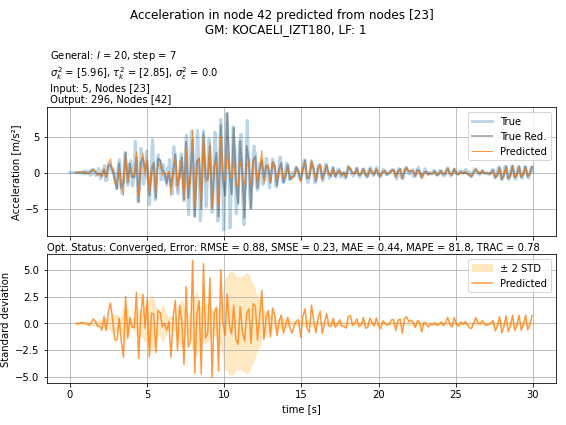 Acceleration in node 42 predicted from nodes [23]
GM: KOCAELI_IZT180, LF: 1
General: l = 20, step = 7
σ²ₖ = [5.96], τ²ₖ = [2.85], σ²ε = 0.0
Input: 5, Nodes [23]
Output: 296, Nodes [42]
Acceleration [m/s²]
5
0
−5
True
True Red.
Predicted
Opt. Status: Converged, Error: RMSE = 0.88, SMSE = 0.23, MAE = 0.44, MAPE = 81.8, TRAC = 0.78
Standard deviation
5.0
2.5
0.0
−2.5
−5.0
± 2 STD
Predicted
0 5 10 15 20 25 30
time [s]